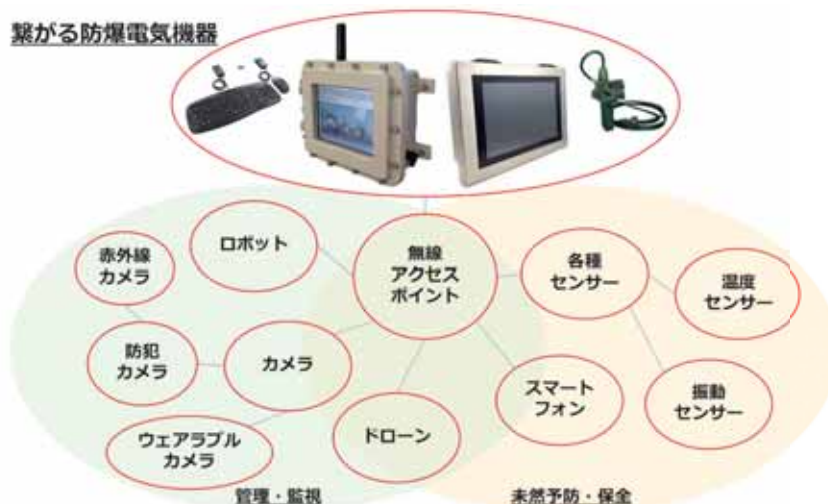 繋がる防爆電気機器
ロボット
無線
アクセス
ポイント
各種
センサー
赤外線
カメラ
温度
センサー
防犯
カメラ
カメラ
スマート
フォン
振動
センサー
ウェアラブル
カメラ
ドローン
管理・監視
未然予防・保全